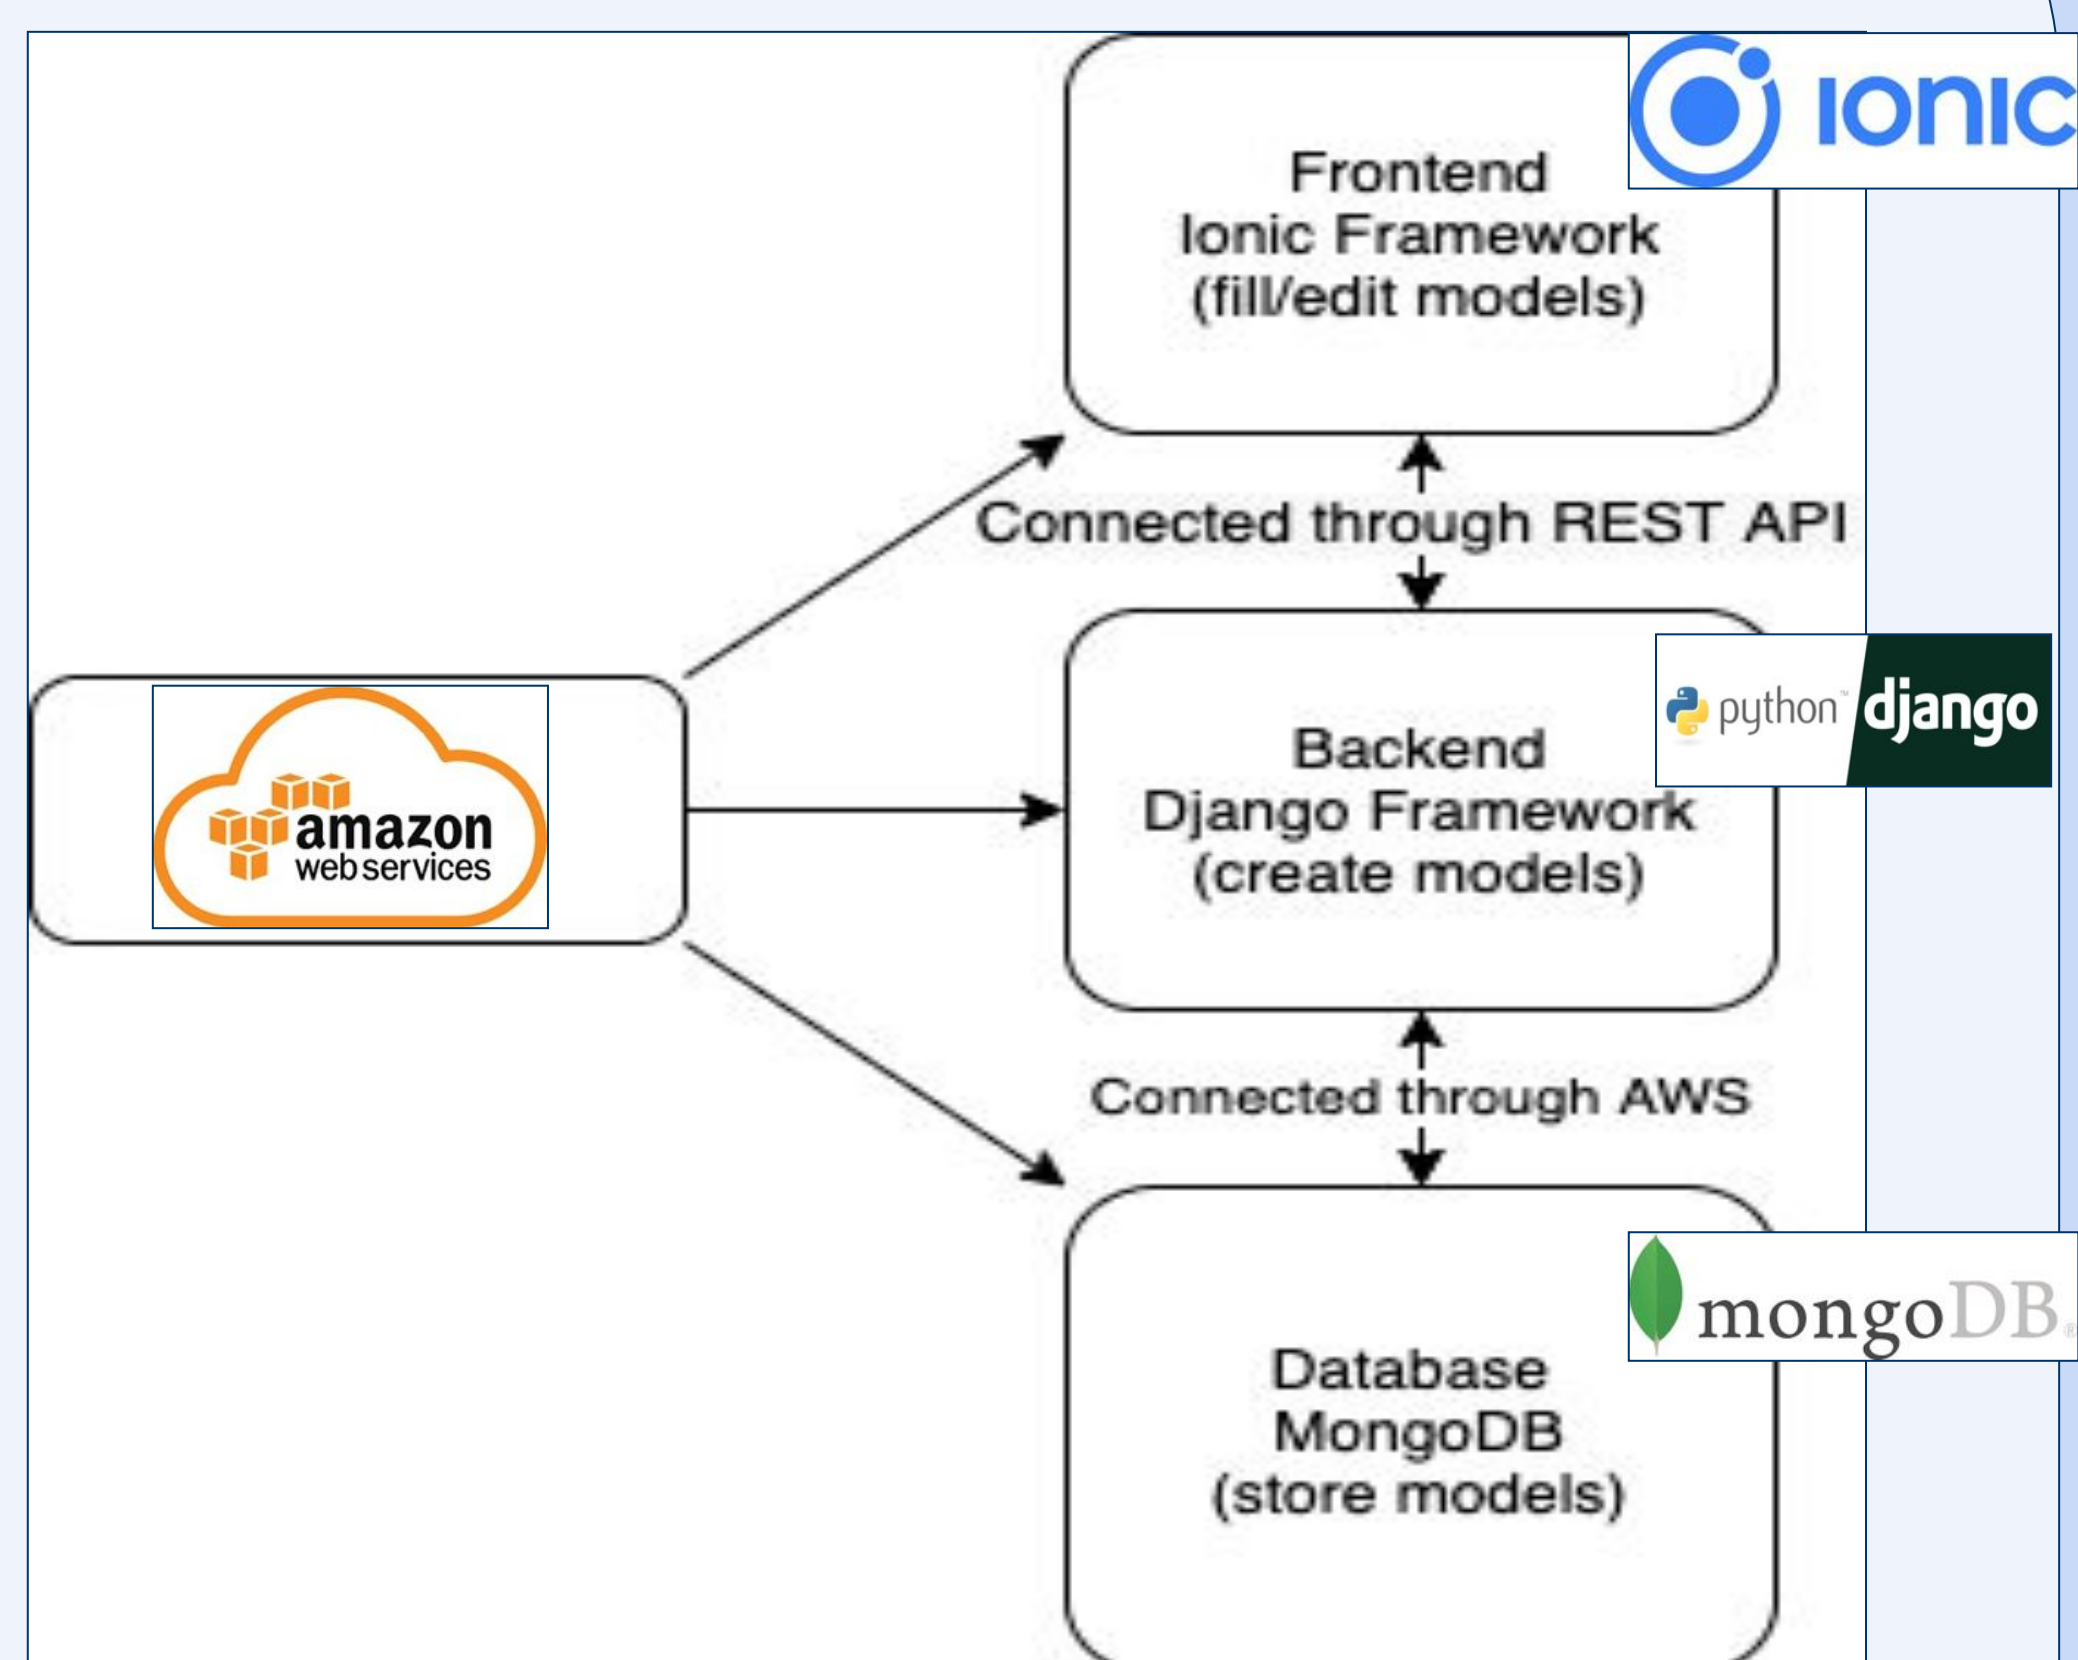 IONIC
Frontend
Ionic Framework
(fill/edit models)
Connected through REST API
python™ django
Backend
Django Framework
(create models)
amazon
web services
Connected through AWS
mongoDB®
Database
MongoDB
(store models)